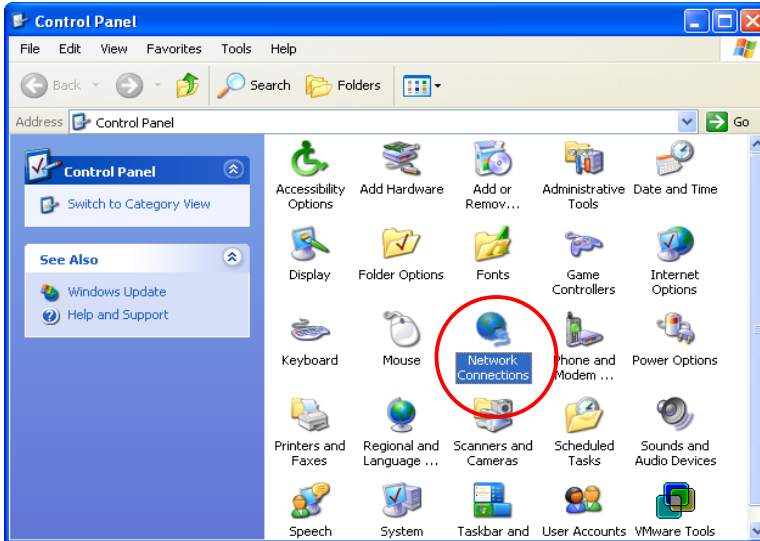 Control Panel
File Edit View Favorites Tools Help
Back Search Folders
Address Control Panel Go
Control Panel
Switch to Category View
See Also
Windows Update
Help and Support
Accessibility Options
Add Hardware
Add or Remov...
Administrative Tools
Date and Time
Display
Folder Options
Fonts
Game Controllers
Internet Options
Keyboard
Mouse
Network Connections
Phone and Modem ...
Power Options
Printers and Faxes
Regional and Language ...
Scanners and Cameras
Scheduled Tasks
Sounds and Audio Devices
Speech
System
Taskbar and
User Accounts
VMware Tools